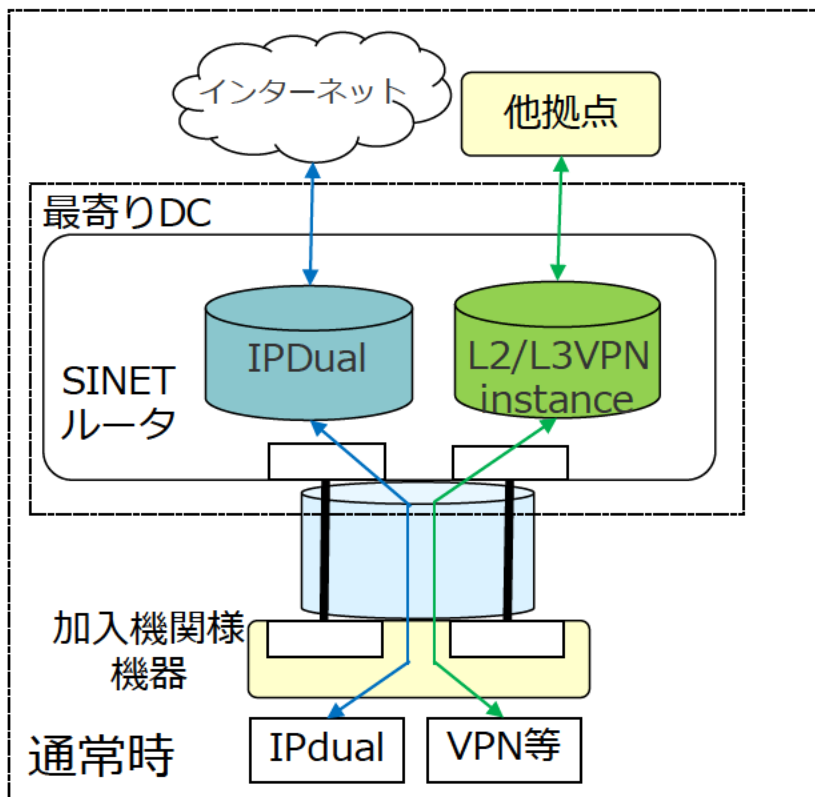 インターネット
他拠点
最寄りDC
IPDual
L2/L3VPN
instance
SINET
ルータ
加入機関様
機器
IPdual
VPN等
通常時